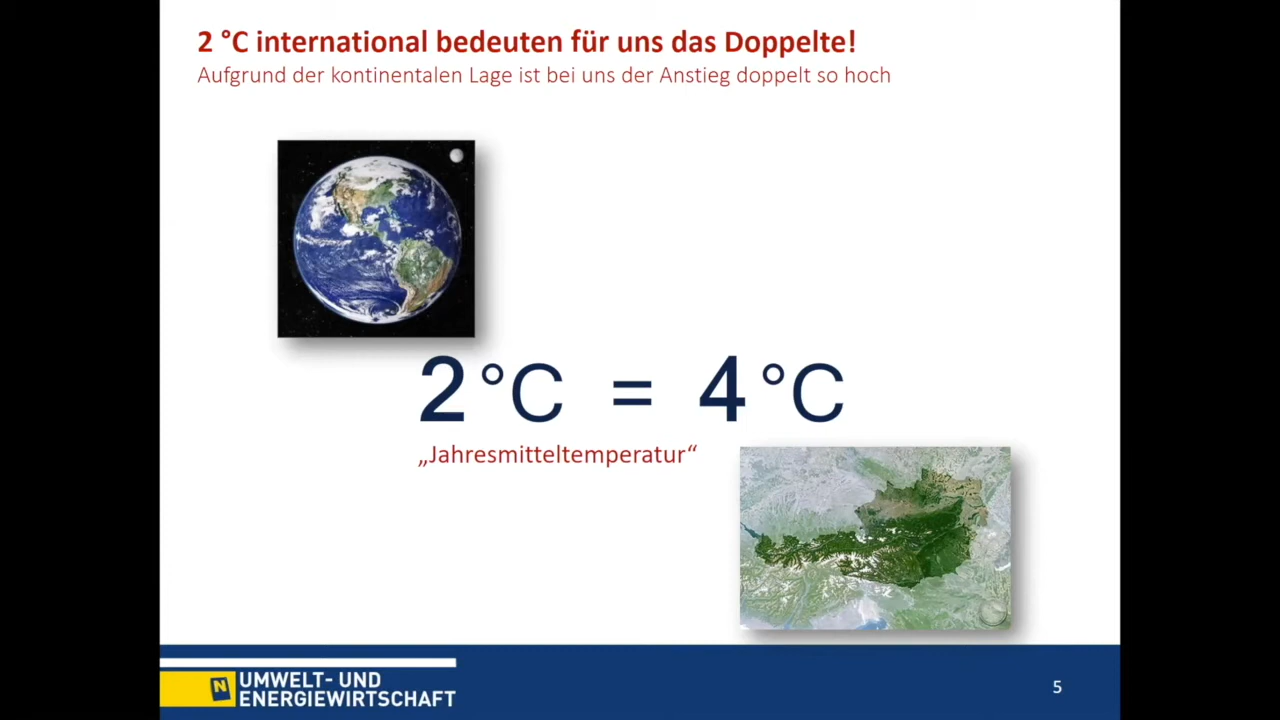 2 °C international bedeuten für uns das Doppelte!
Aufgrund der kontinentalen Lage ist bei uns der Anstieg doppelt so hoch
2 °C = 4 °C
„Jahresmitteltemperatur“
N
UMWELT- UND
ENERGIEWIRTSCHAFT
5